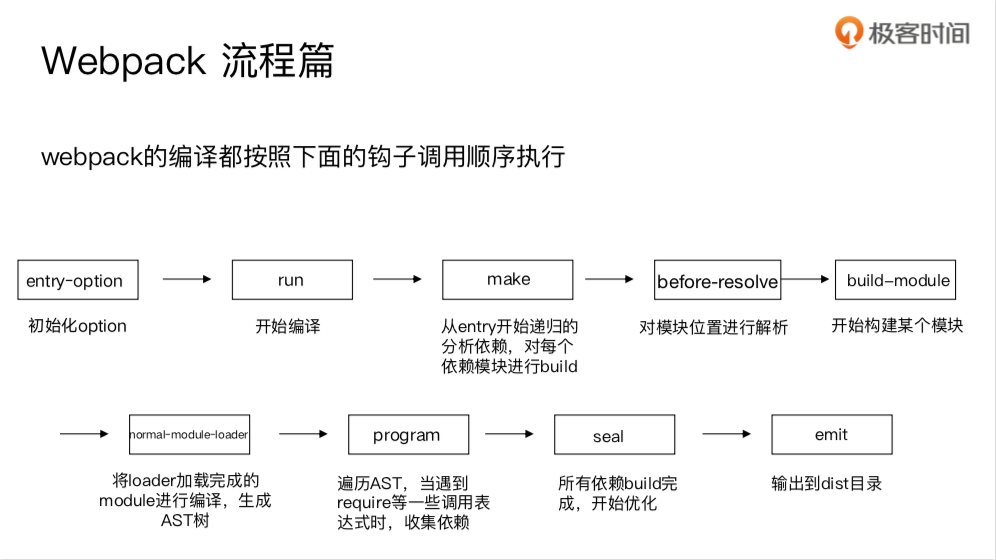 极客时间
Webpack 流程篇
webpack的编译都按照下面的钩子调用顺序执行
entry-option
run
make
before-resolve
build-module
初始化option
开始编译
从entry开始递归的
分析依赖，对每个
依赖模块进行build
对模块位置进行解析
开始构建某个模块
normal-module-loader
program
seal
emit
将loader加载完成的
module进行编译，生成
AST树
遍历AST，当遇到
require等一些调用表
达式时，收集依赖
所有依赖build完
成，开始优化
输出到dist目录